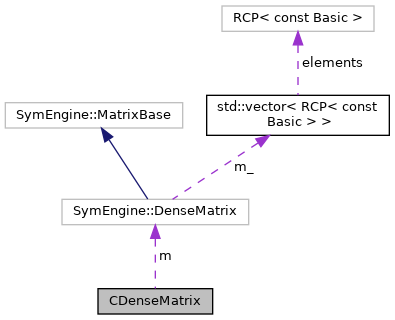 RCP< const Basic >
elements
SymEngine::MatrixBase
std::vector< RCP< const
Basic > >
m_
SymEngine::DenseMatrix
m
CDenseMatrix